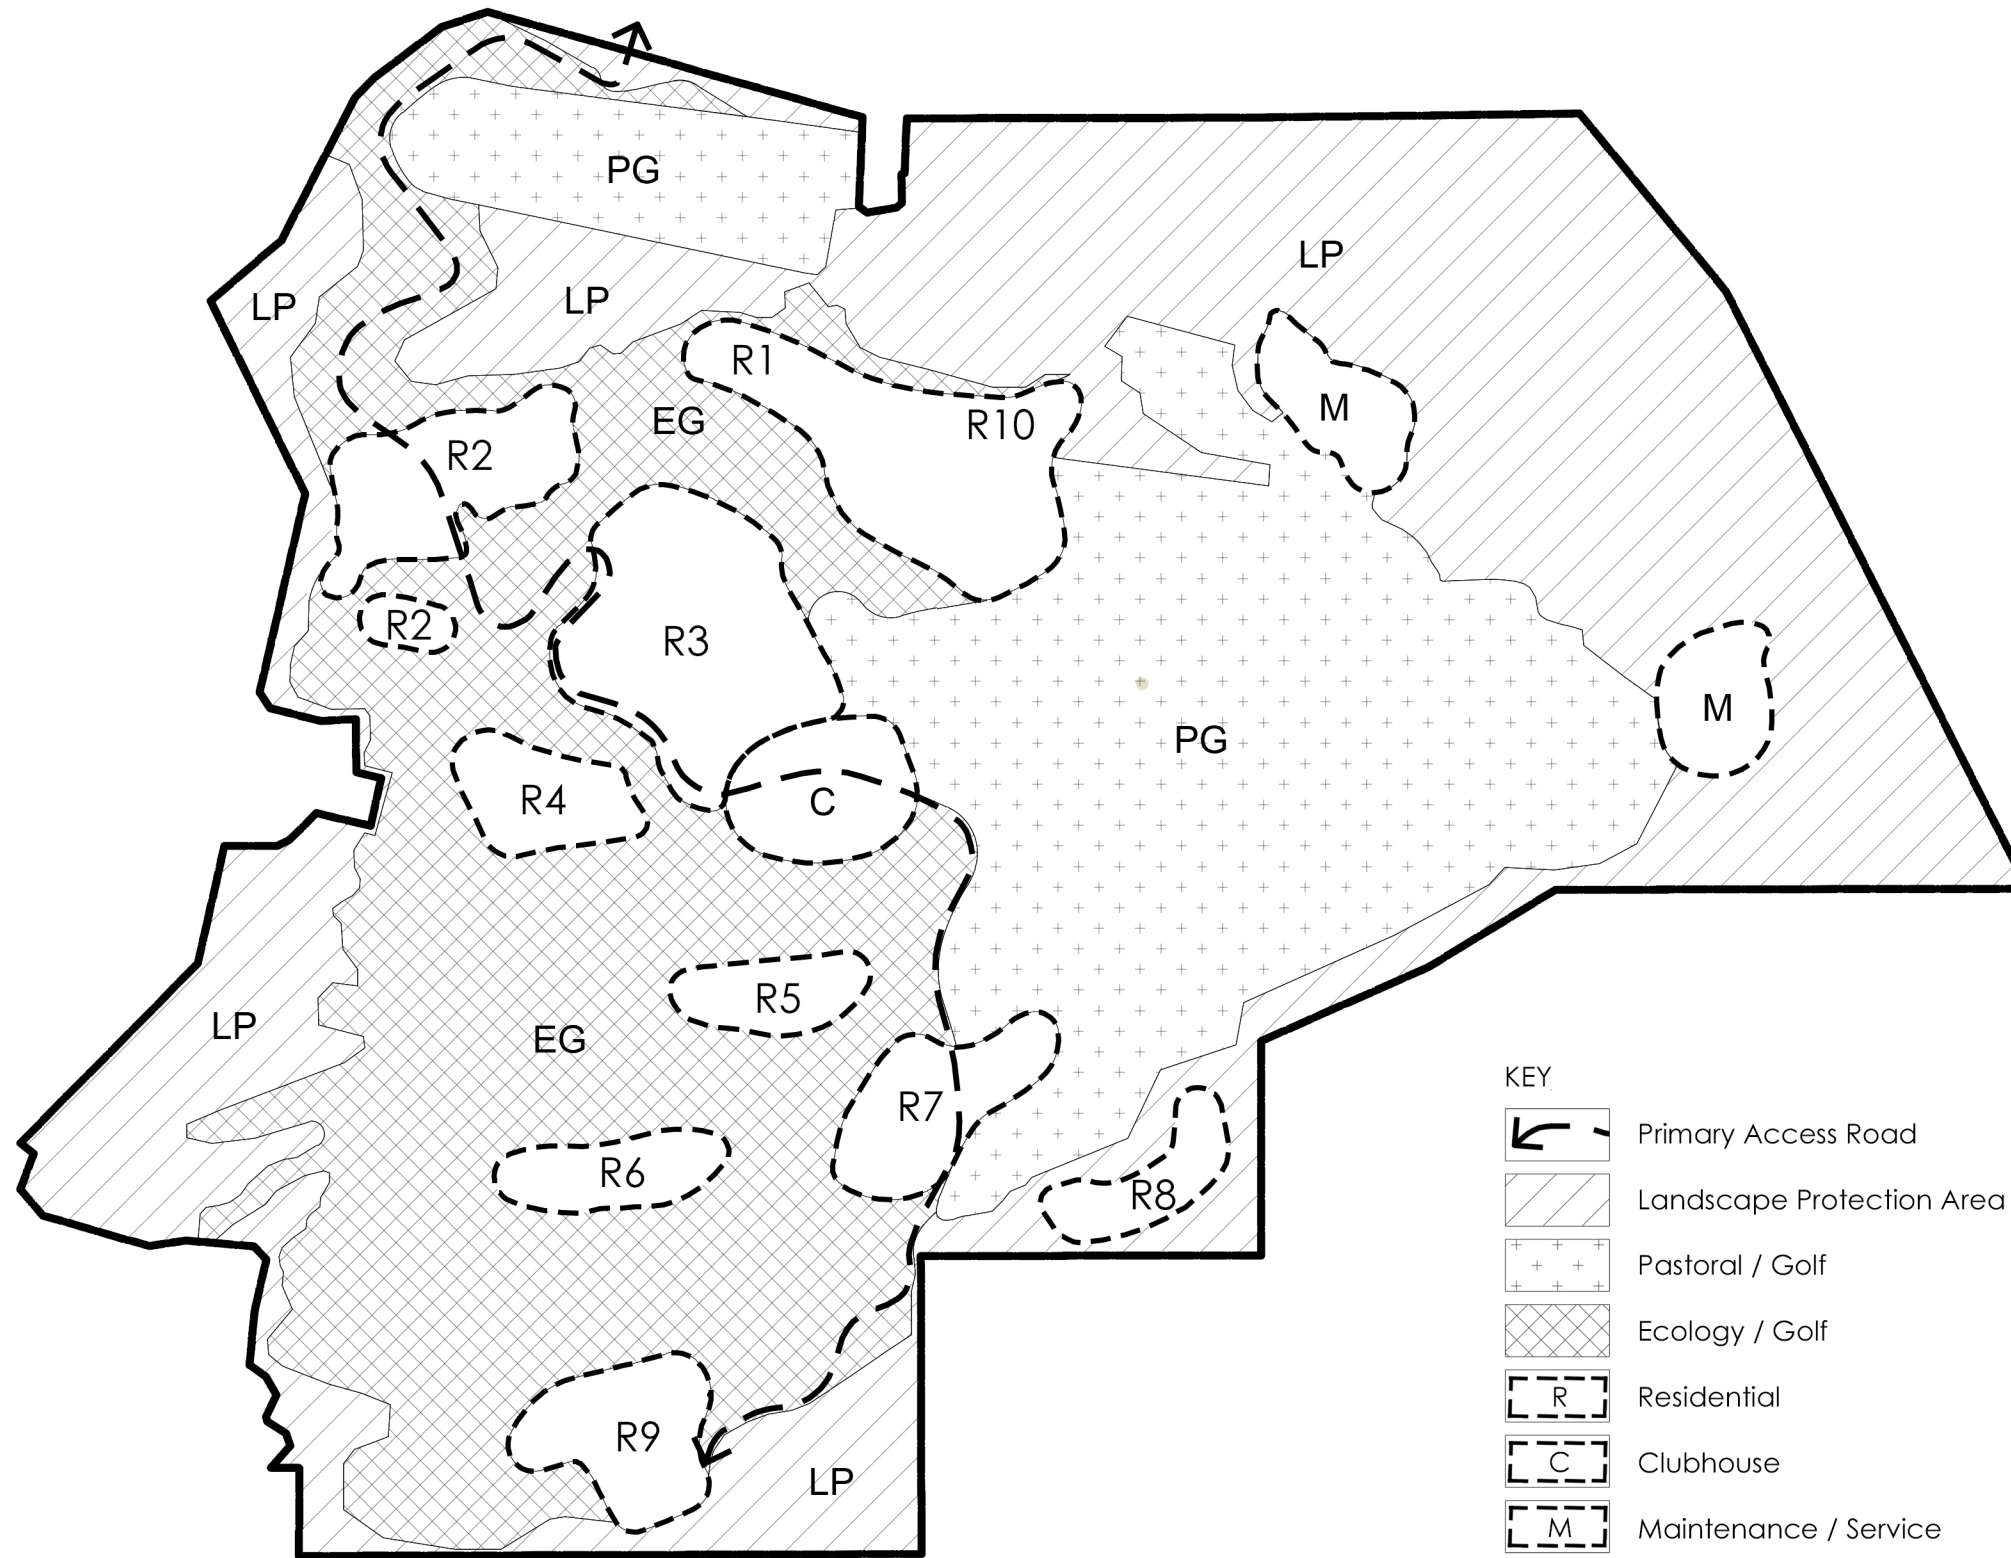 PG
LP
LP
LP
R1
M
EG
R10
R2
R2
R3
M
PG
R4
C
R5
LP
EG
R7
R6
R8
R9
LP
KEY
Primary Access Road
Landscape Protection Area
Pastoral / Golf
Ecology / Golf
R Residential
C Clubhouse
M Maintenance / Service